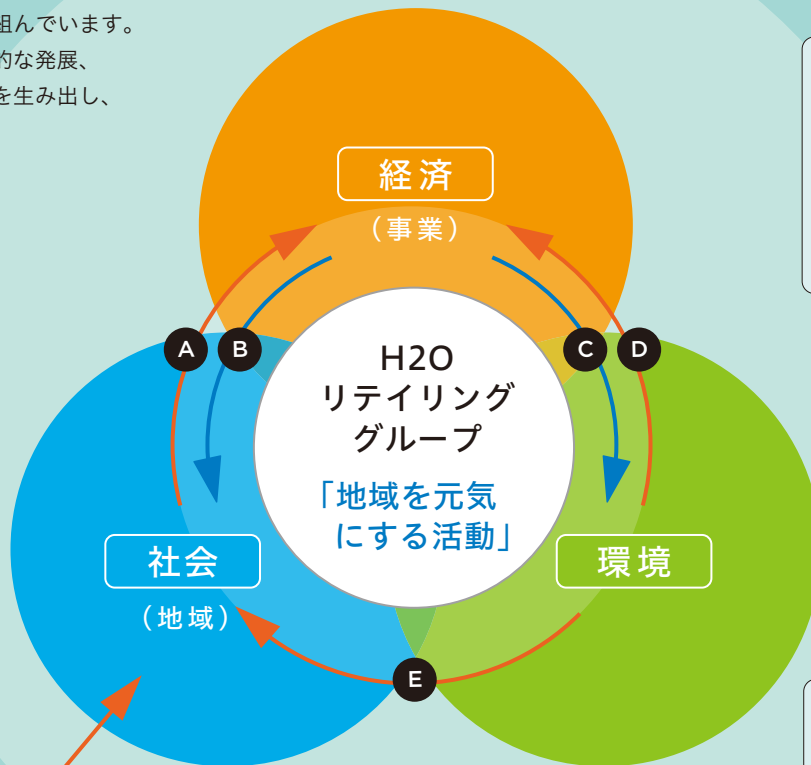 組んでいます。
的な発展、
を生み出し、
経済
（事業）
A
B
C
D
H2O
リテイリング
グループ
「地域を元気
にする活動」
社会
（地域）
環境
E